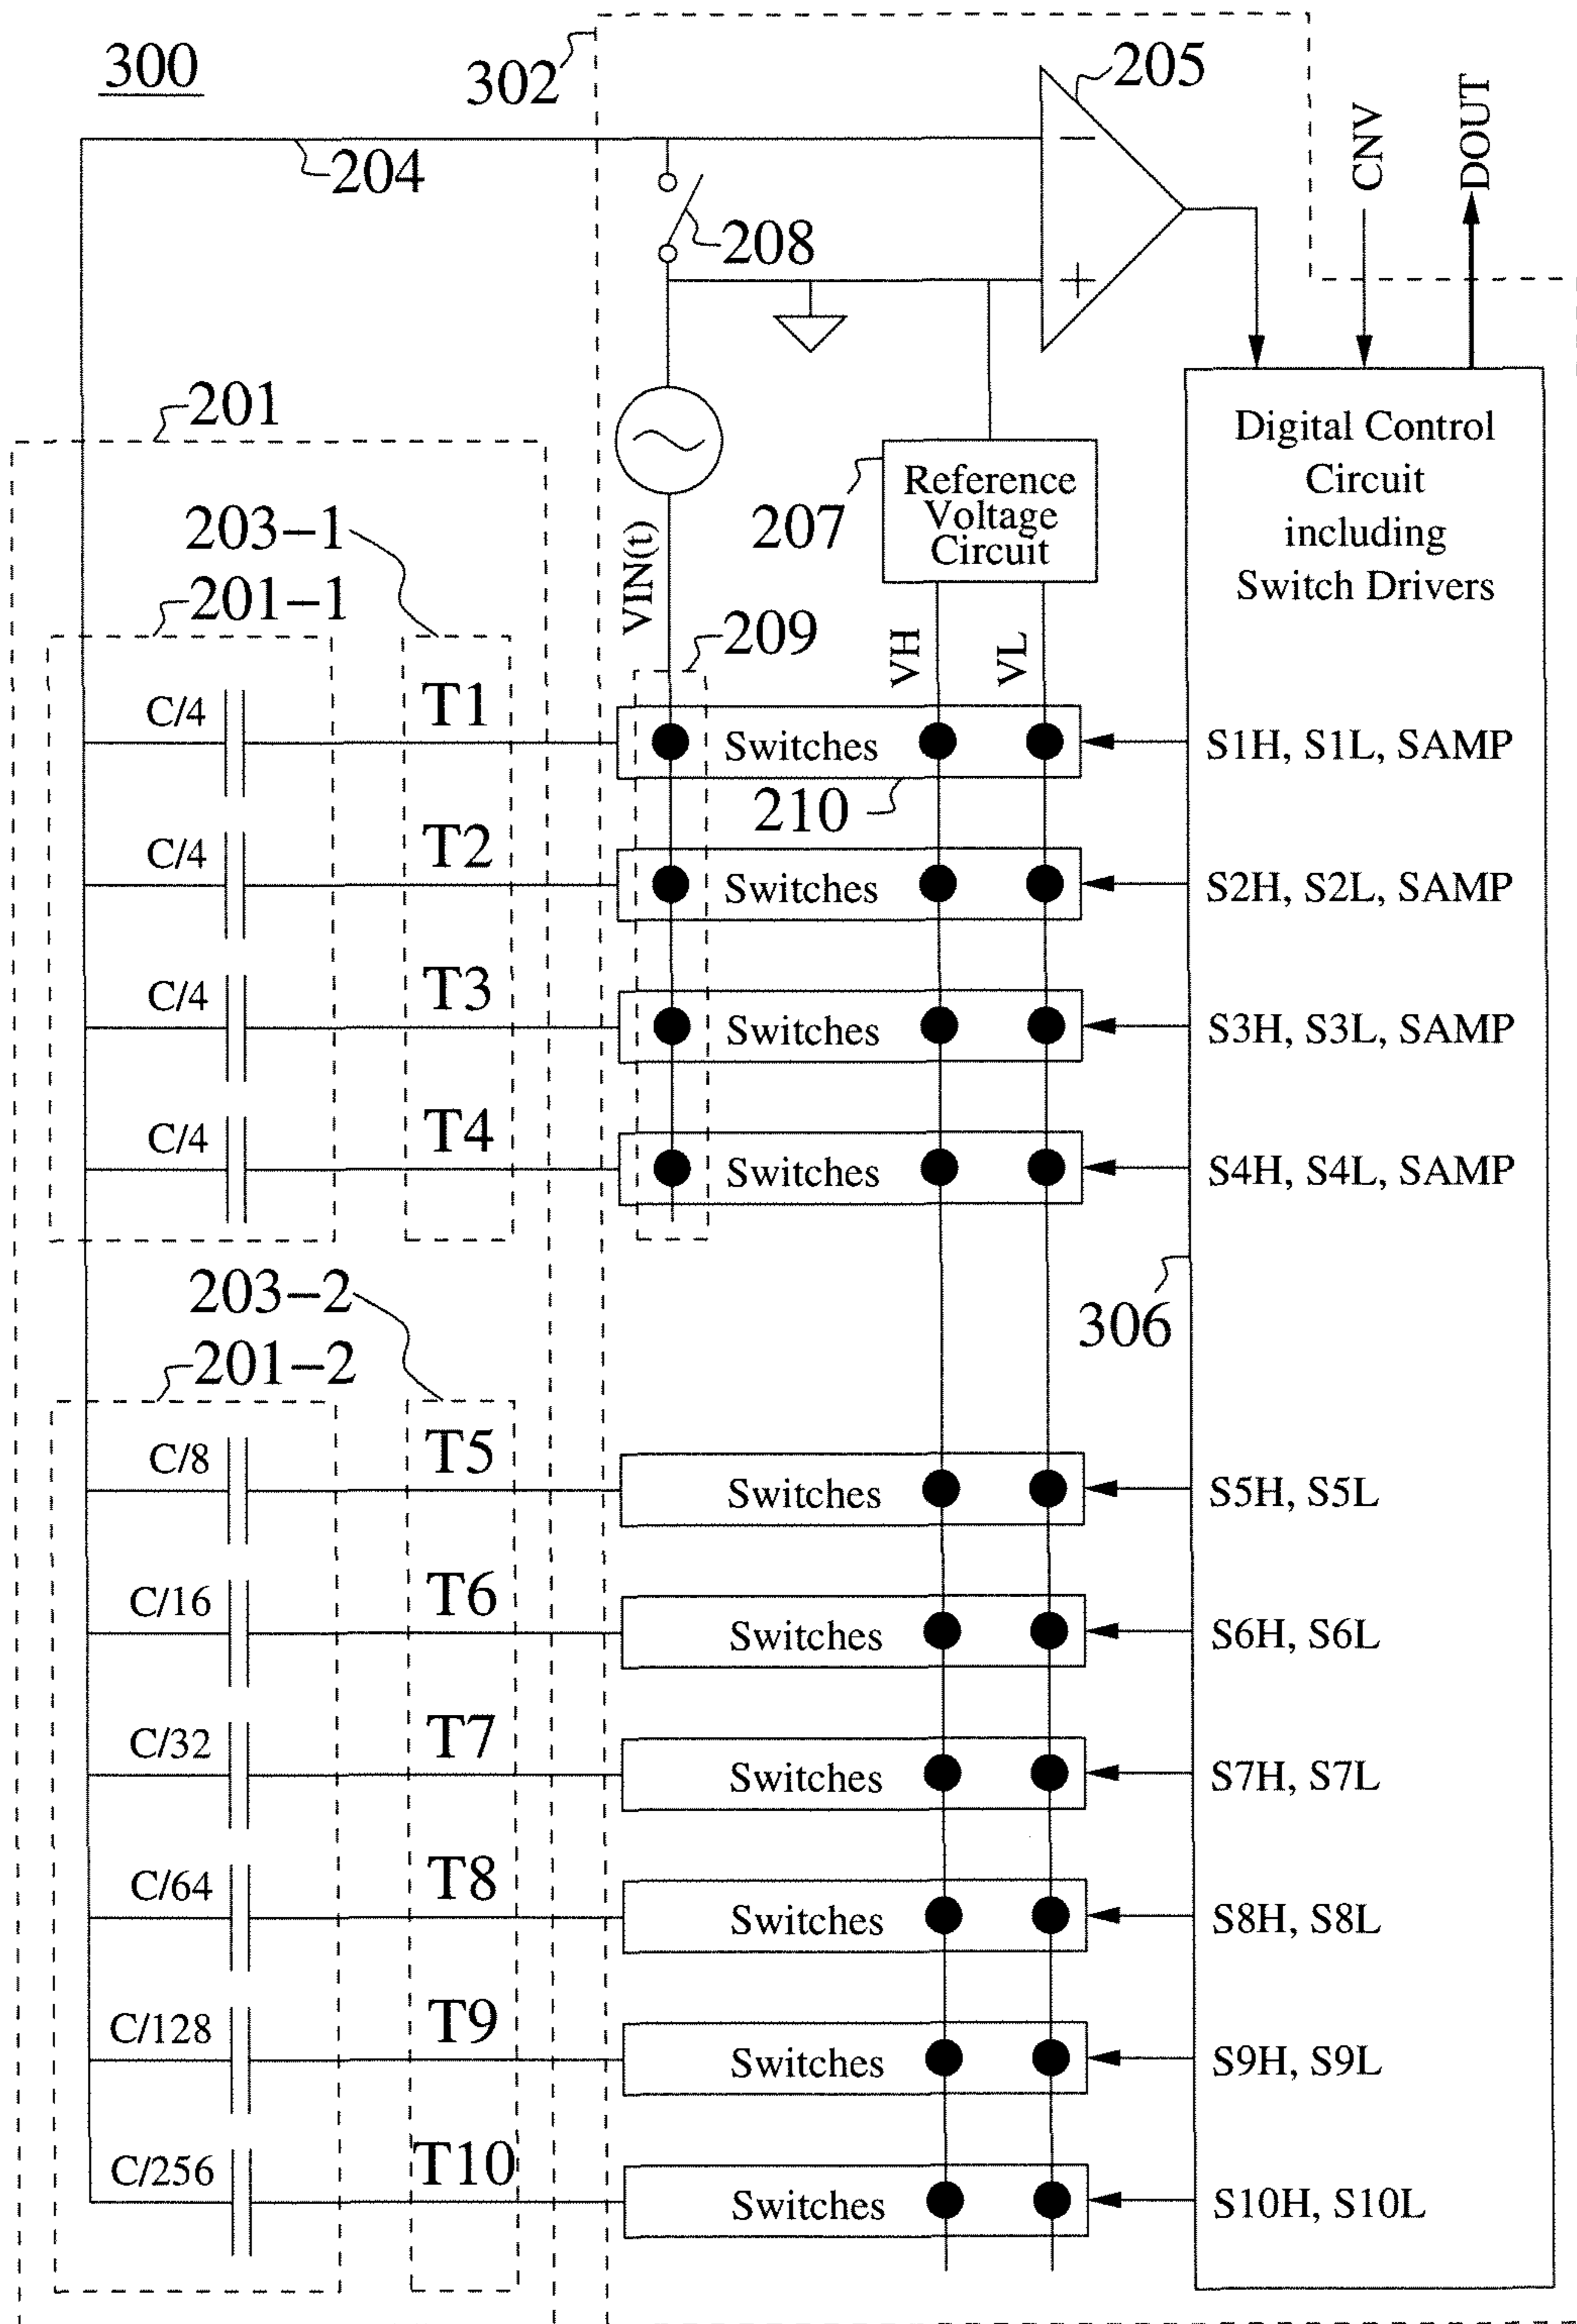 300
302
205
CNV
DOUT
204
−
208
+
201
Digital Control
Circuit
including
Switch Drivers
203−1
207
Reference
Voltage
Circuit
VIN(t)
201−1
209
VH
VL
C/4
T1
Switches
S1H, S1L, SAMP
210
C/4
T2
Switches
S2H, S2L, SAMP
C/4
T3
Switches
S3H, S3L, SAMP
C/4
T4
Switches
S4H, S4L, SAMP
203−2
306
201−2
C/8
T5
Switches
S5H, S5L
C/16
T6
Switches
S6H, S6L
C/32
T7
Switches
S7H, S7L
C/64
T8
Switches
S8H, S8L
C/128
T9
Switches
S9H, S9L
C/256
T10
Switches
S10H, S10L